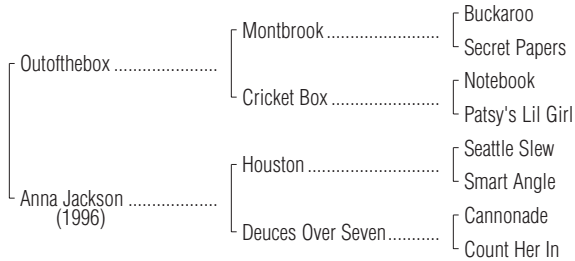 Buckaroo
Montbrook ......................
Secret Papers
Outofthebox ....................
Notebook
Cricket Box .....................
Patsy's Lil Girl
Seattle Slew
Houston .........................
Smart Angle
Anna Jackson .................
(1996)
Cannonade
Deuces Over Seven...........
Count Her In